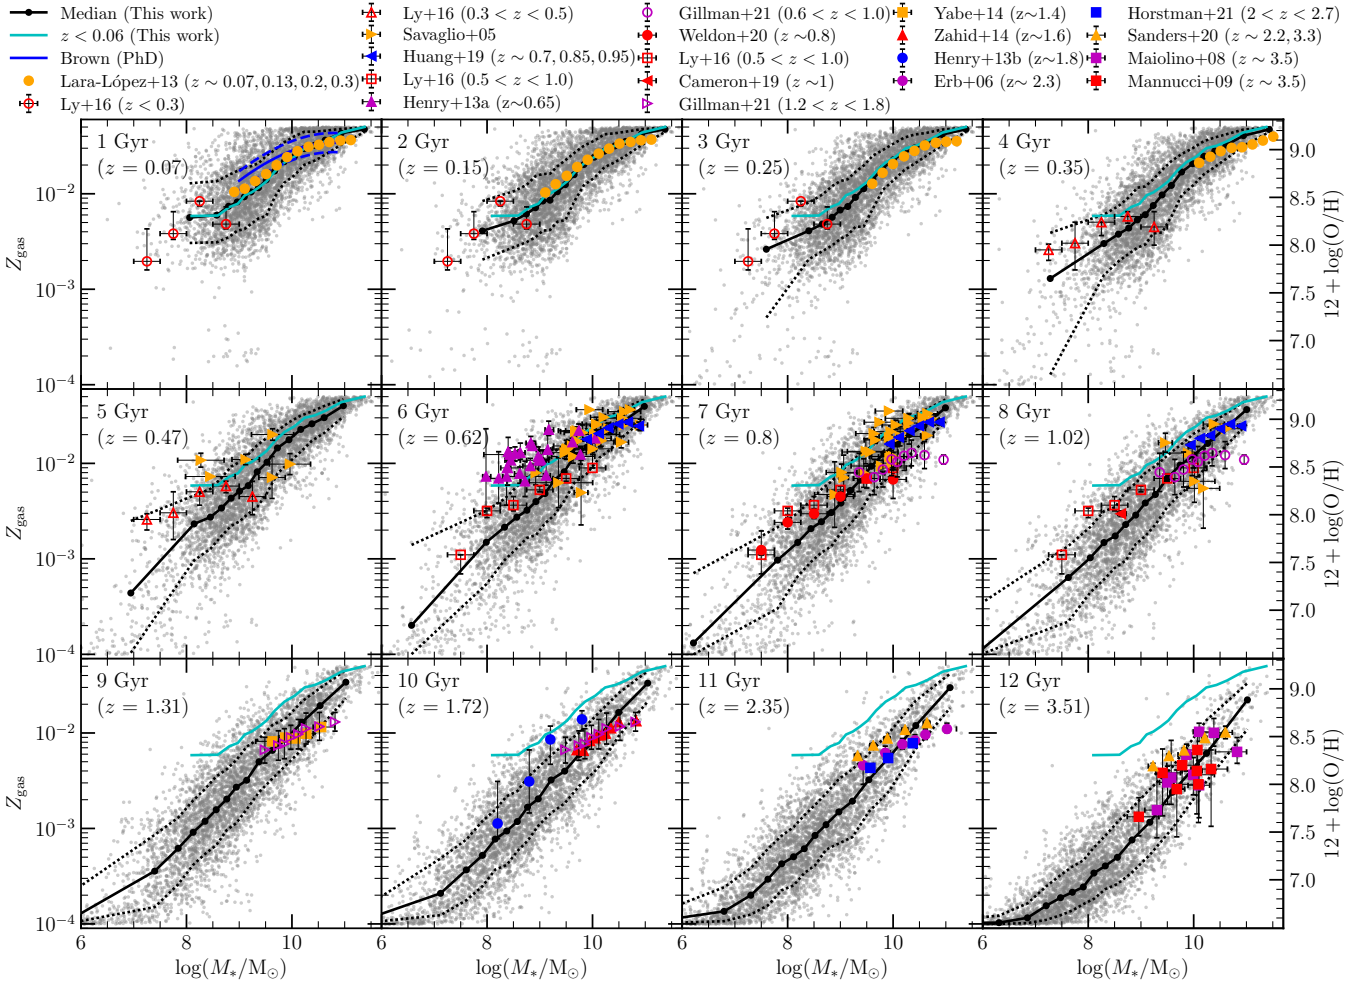 Median (This work)
z < 0.06 (This work)
Brown (PhD)
Lara-López+13 (z ∼ 0.07, 0.13, 0.2, 0.3)
Ly+16 (z < 0.3)
Ly+16 (0.3 < z < 0.5)
Savaglio+05
Huang+19 (z ∼ 0.7, 0.85, 0.95)
Ly+16 (0.5 < z < 1.0)
Henry+13a (z∼0.65)
Gillman+21 (0.6 < z < 1.0)
Weldon+20 (z ∼0.8)
Ly+16 (0.5 < z < 1.0)
Cameron+19 (z ∼1)
Gillman+21 (1.2 < z < 1.8)
Yabe+14 (z∼1.4)
Zahid+14 (z∼1.6)
Henry+13b (z∼1.8)
Erb+06 (z∼ 2.3)
Horstman+21 (2 < z < 2.7)
Sanders+20 (z ∼ 2.2, 3.3)
Maiolino+08 (z ∼ 3.5)
Mannucci+09 (z ∼ 3.5)
1 Gyr
(z = 0.07)
2 Gyr
(z = 0.15)
3 Gyr
(z = 0.25)
4 Gyr
(z = 0.35)
Z_gas
10⁻²
10⁻³
10⁻⁴
12 + log(O/H)
9.0
8.5
8.0
7.5
7.0
5 Gyr
(z = 0.47)
6 Gyr
(z = 0.62)
7 Gyr
(z = 0.8)
8 Gyr
(z = 1.02)
Z_gas
10⁻²
10⁻³
10⁻⁴
12 + log(O/H)
9.0
8.5
8.0
7.5
7.0
9 Gyr
(z = 1.31)
10 Gyr
(z = 1.72)
11 Gyr
(z = 2.35)
12 Gyr
(z = 3.51)
Z_gas
10⁻²
10⁻³
10⁻⁴
12 + log(O/H)
9.0
8.5
8.0
7.5
7.0
6 8 10
6 8 10
6 8 10
6 8 10
log(M_*/M_⊙)
log(M_*/M_⊙)
log(M_*/M_⊙)
log(M_*/M_⊙)